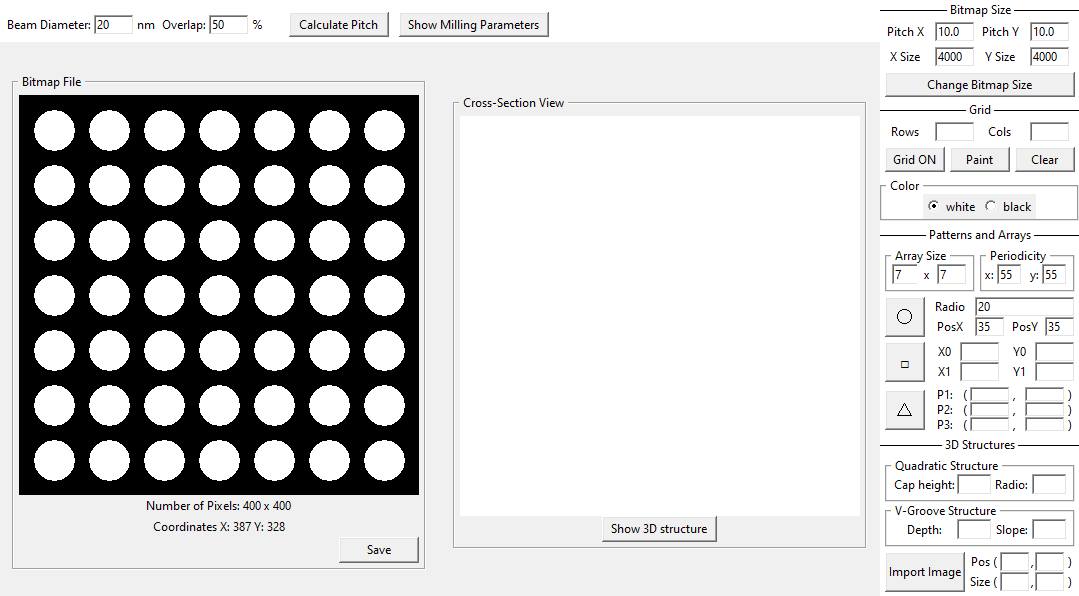 Beam Diameter: 20 nm Overlap: 50 % Calculate Pitch Show Milling Parameters
Bitmap File
Number of Pixels: 400 x 400
Coordinates X: 387 Y: 328
Save
Cross-Section View
Show 3D structure
Bitmap Size
Pitch X 10.0 Pitch Y 10.0
X Size 4000 Y Size 4000
Change Bitmap Size
Grid
Rows Cols
Grid ON Paint Clear
Color
white black
Patterns and Arrays
Array Size Periodicity
7 x 7 x: 55 y: 55
Radio 20
PosX 35 PosY 35
X0 Y0
X1 Y1
P1: ( , )
P2: ( , )
P3: ( , )
3D Structures
Quadratic Structure
Cap height: Radio:
V-Groove Structure
Depth: Slope:
Import Image Pos ( , )
Size ( , )